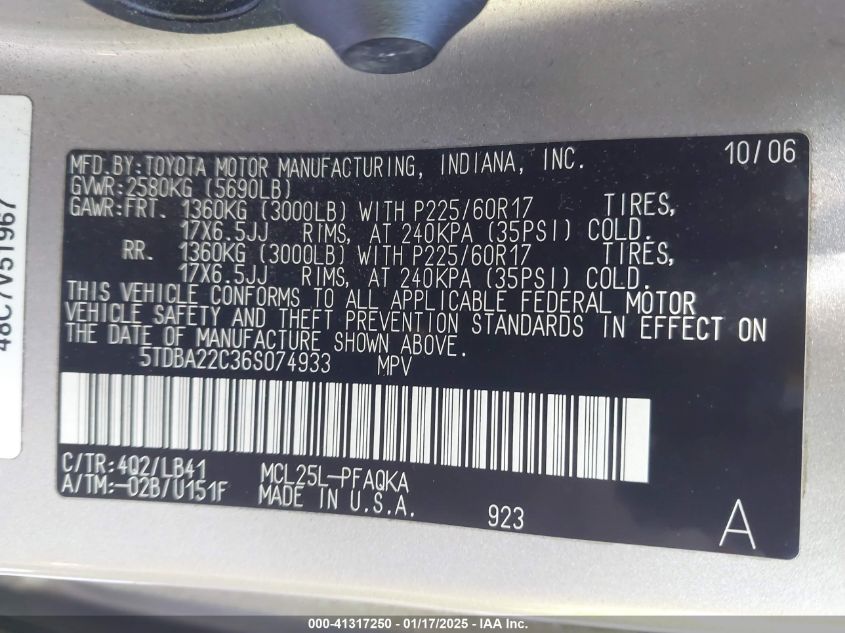 MFD.BY:TOYOTA MOTOR MANUFACTURING, INDIANA, INC. 10/06
GVWR:2580KG (5690LB)
GAWR:FRT. 1360KG (3000LB) WITH P225/60R17 TIRES,
17X6.5JJ RIMS, AT 240KPA (35PSI) COLD.
RR. 1360KG (3000LB) WITH P225/60R17 TIRES,
17X6.5JJ RIMS, AT 240KPA (35PSI) COLD.
THIS VEHICLE CONFORMS TO ALL APPLICABLE FEDERAL MOTOR
VEHICLE SAFETY AND THEFT PREVENTION STANDARDS IN EFFECT ON
THE DATE OF MANUFACTURE SHOWN ABOVE.
5TDBA22C36S074933 MPV
C/TR:4Q2/LB41 MCL25L-PFAQKA
A/TM:-02B/U151F MADE IN U.S.A.
923 A
48C7V51967
000-41317250 - 01/17/2025 - IAA Inc.